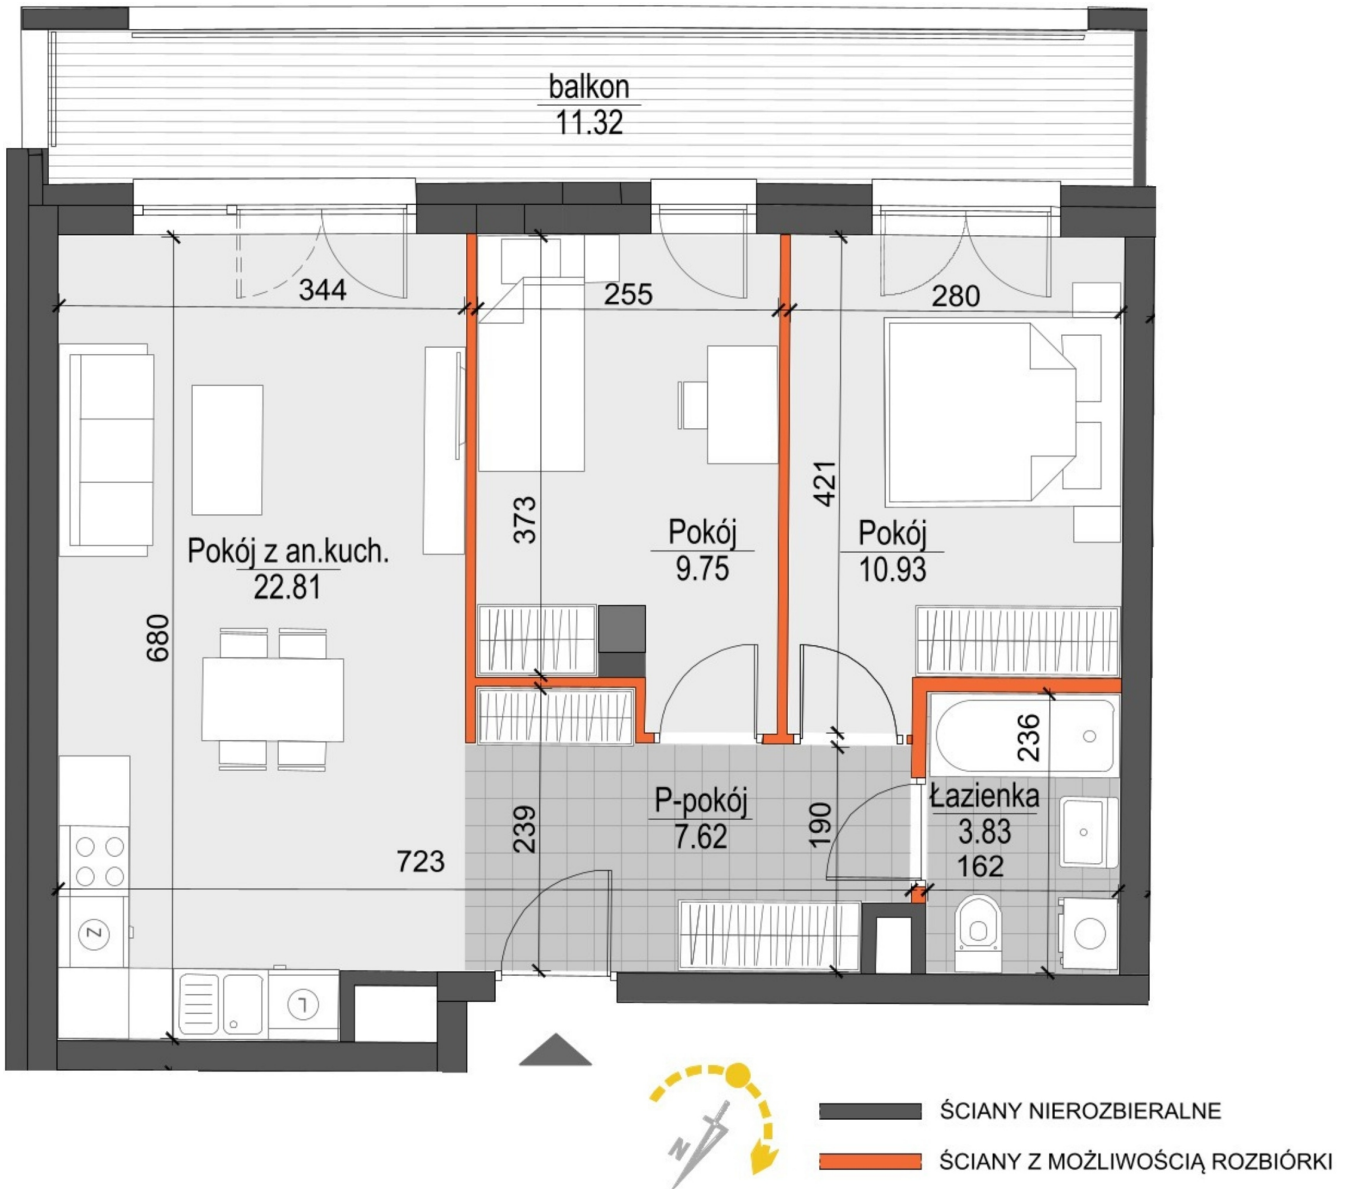 balkon
11.32
344
255
280
373
421
Pokój
9.75
Pokój
10.93
Pokój z an.kuch.
22.81
680
236
P-pokój
7.62
Łazienka
3.83
162
239
190
723
Z
L
N
ŚCIANY NIEROZBIERALNE
ŚCIANY Z MOŻLIWOŚCIĄ ROZBIÓRKI